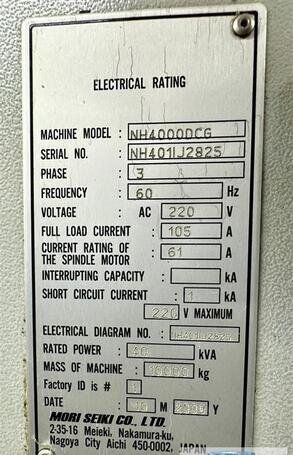 ELECTRICAL RATING
MACHINE MODEL : NH4000DCG
SERIAL NO. : NH401IJ2825
PHASE : 3
FREQUENCY : 60 Hz
VOLTAGE : AC 220 V
FULL LOAD CURRENT : 105 A
CURRENT RATING OF
THE SPINDLE MOTOR : 61 A
INTERRUPTING CAPACITY : kA
SHORT CIRCUIT CURRENT : 1 kA
220 V MAXIMUM
ELECTRICAL DIAGRAM NO. :
RATED POWER : kVA
MASS OF MACHINE : kg
Factory ID is # : 1
DATE : M Y
MORI SEIKI CO., LTD.
2-35-16 Meieki, Nakamura-ku,
Nagoya City Aichi 450-0002, JAPAN